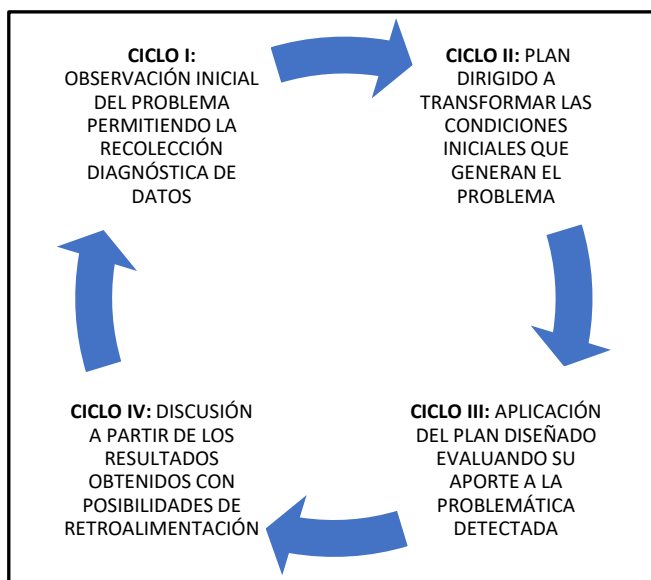 CICLO I:
OBSERVACIÓN INICIAL
DEL PROBLEMA
PERMITIENDO LA
RECOLECCIÓN
DIAGNÓSTICA DE
DATOS
CICLO II: PLAN
DIRIGIDO A
TRANSFORMAR LAS
CONDICIONES
INICIALES QUE
GENERAN EL
PROBLEMA
CICLO III: APLICACIÓN
DEL PLAN DISEÑADO
EVALUANDO SU
APORTE A LA
PROBLEMÁTICA
DETECTADA
CICLO IV: DISCUSIÓN
A PARTIR DE LOS
RESULTADOS
OBTENIDOS CON
POSIBILIDADES DE
RETROALIMENTACIÓN